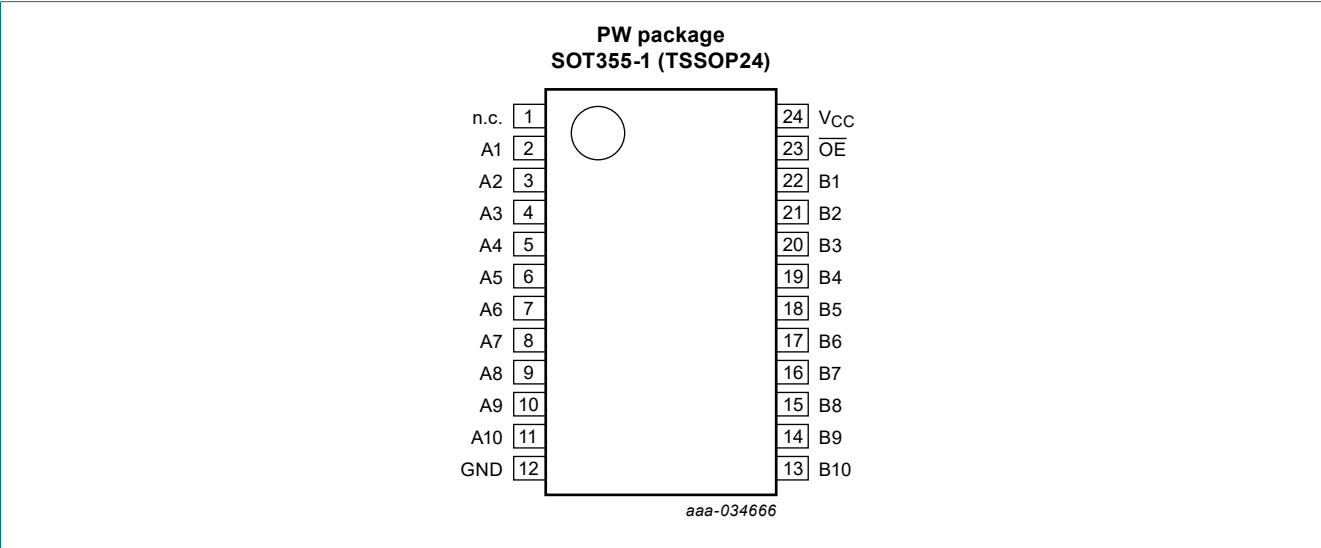 PW package
SOT355-1 (TSSOP24)
n.c. 1 24 VCC
A1 2 23 OE
A2 3 22 B1
A3 4 21 B2
A4 5 20 B3
A5 6 19 B4
A6 7 18 B5
A7 8 17 B6
A8 9 16 B7
A9 10 15 B8
A10 11 14 B9
GND 12 13 B10
aaa-034666